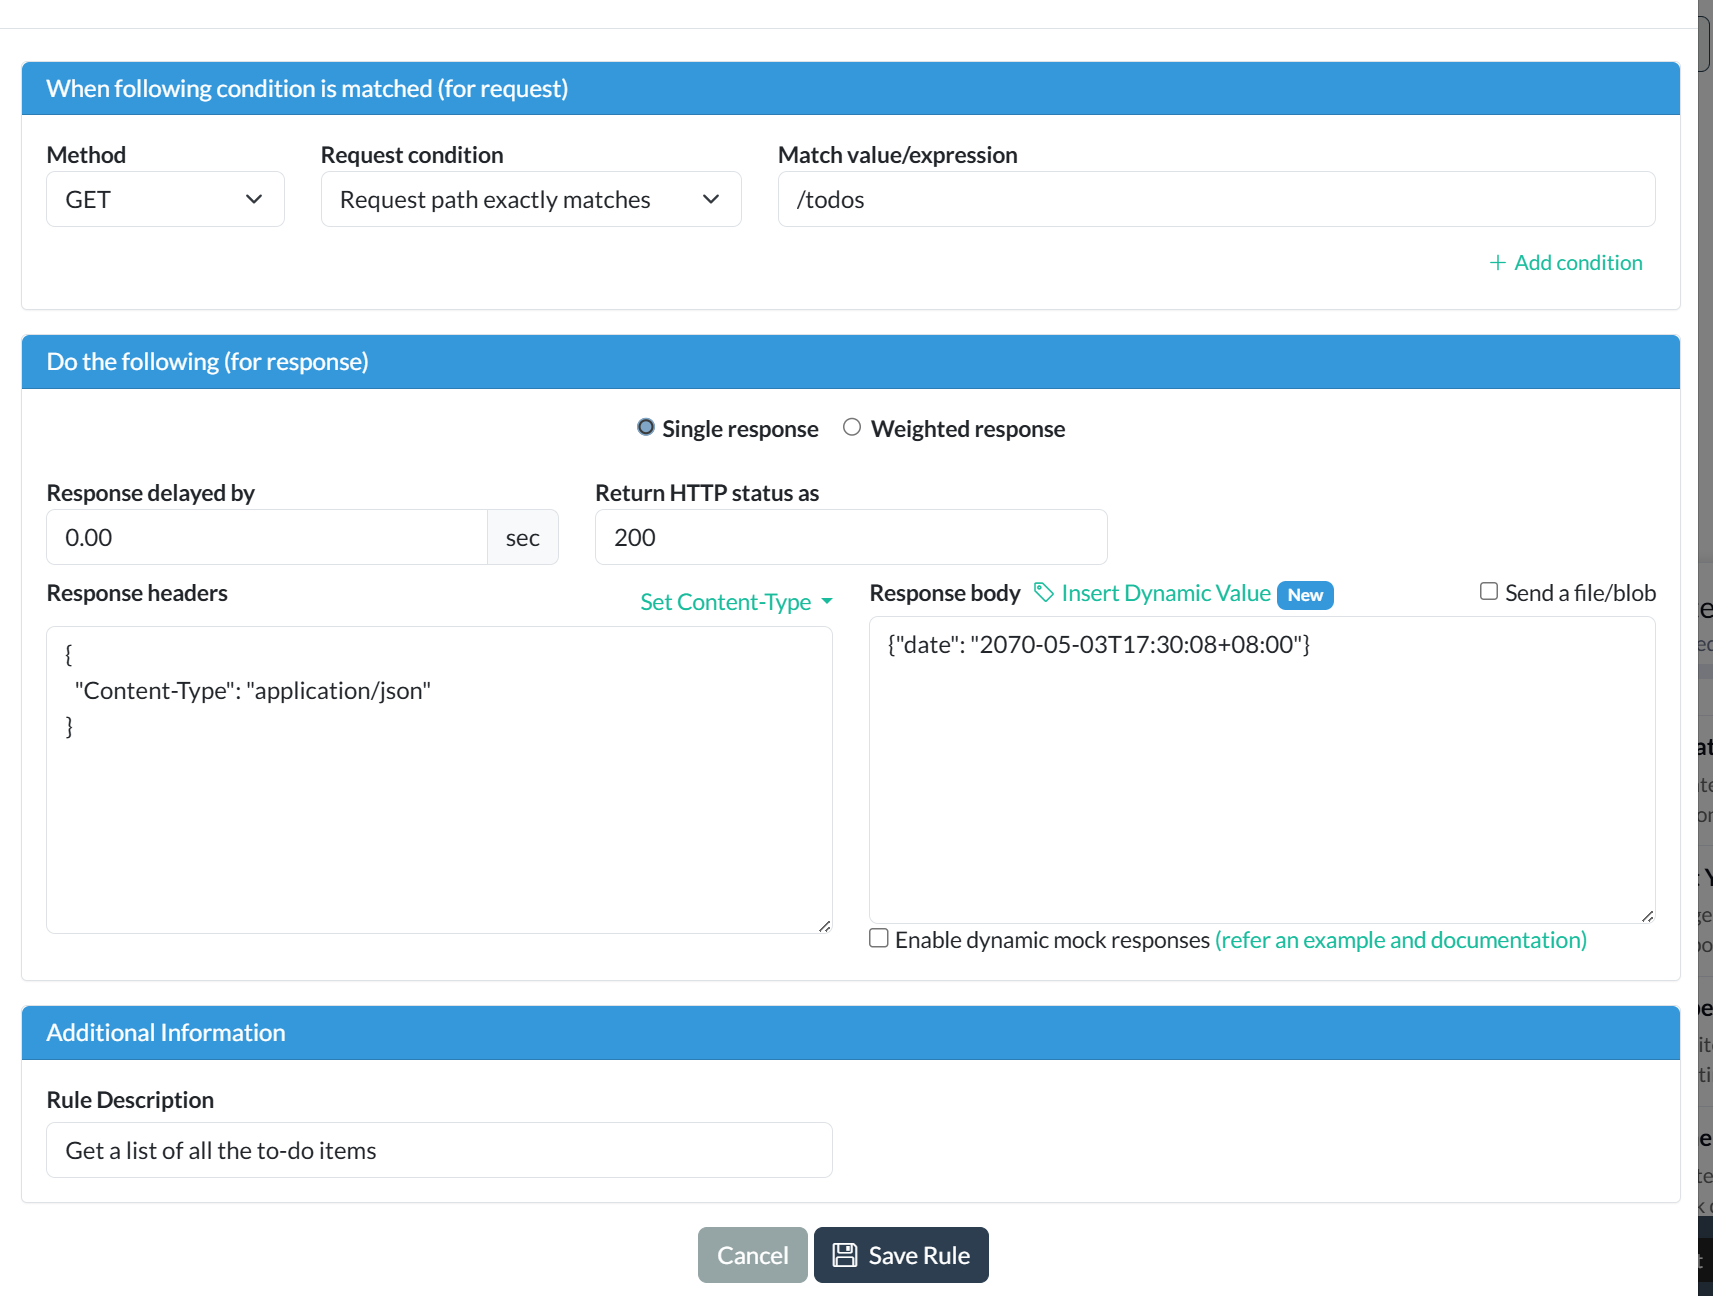 When following condition is matched (for request)
Method
Request condition
Match value/expression
GET
Request path exactly matches
/todos
+ Add condition
Do the following (for response)
Single response
Weighted response
Response delayed by
Return HTTP status as
0.00
sec
200
Response headers
Set Content-Type
Response body
Insert Dynamic Value
New
Send a file/blob
{
"Content-Type": "application/json"
}
{"date": "2070-05-03T17:30:08+08:00"}
Enable dynamic mock responses (refer an example and documentation)
Additional Information
Rule Description
Get a list of all the to-do items
Cancel
Save Rule